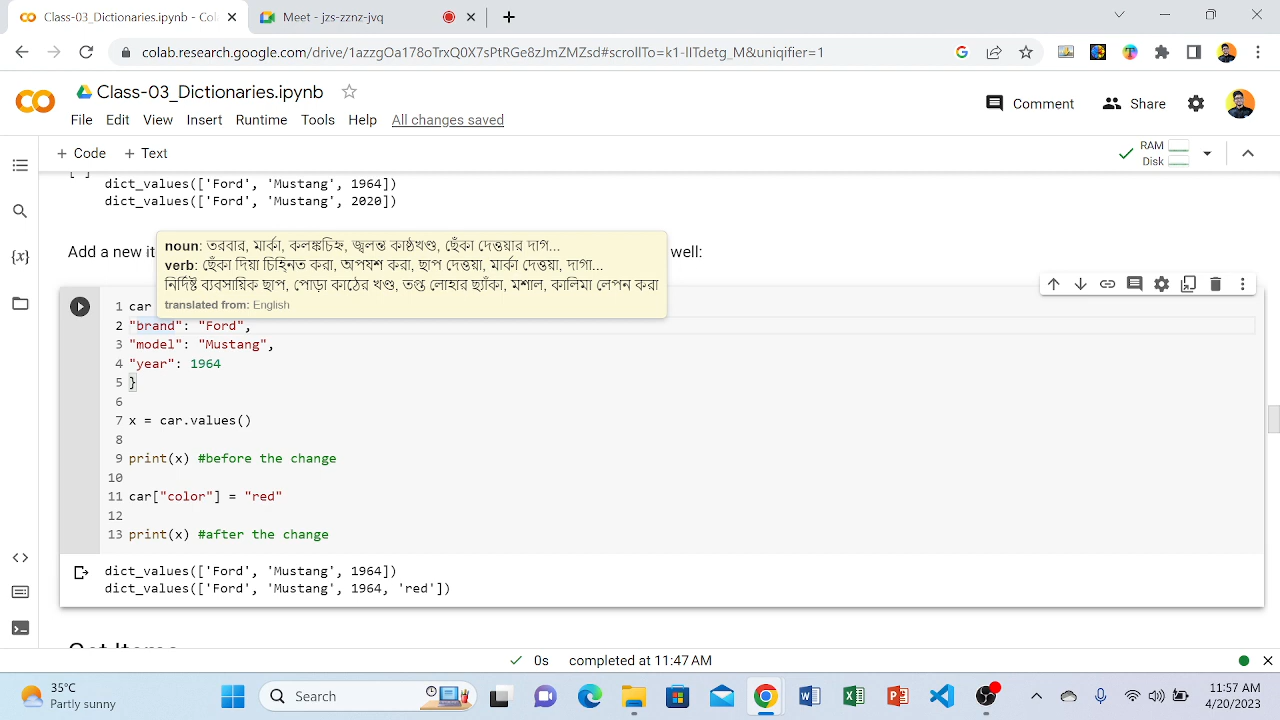 Class-03_Dictionaries.ipynb - Col
Meet - jzs-zznz-jvq
colab.research.google.com/drive/1azzgOa178oTrxQ0X7sPtRGe8zJmZMZsd#scrollTo=k1-lITdetg_M&uniqifier=1
Class-03_Dictionaries.ipynb
Comment
Share
File Edit View Insert Runtime Tools Help All changes saved
+ Code + Text
RAM
Disk
[ ]
dict_values(['Ford', 'Mustang', 1964])
dict_values(['Ford', 'Mustang', 2020])
Add a new it
well:
noun: তরবার, মার্কা, কলঙ্কচিহ্ন, জ্বলন্ত কাষ্ঠখণ্ড, ছেঁকা দেত্তয়ার দাগ...
verb: ছেঁকা দিয়া চিহ্নিত করা, অপযশ করা, ছাপ দেত্তয়া, মার্কা দেত্তয়া, দাগা...
নির্দিষ্ট ব্যবসায়িক ছাপ, পোড়া কাঠের খণ্ড, তপ্ত লোহার ছ্যাঁকা, মশাল, কালিমা লেপন করা
translated from: English
1 car
2 "brand": "Ford",
3 "model": "Mustang",
4 "year": 1964
5 }
6
7 x = car.values()
8
9 print(x) #before the change
10
11 car["color"] = "red"
12
13 print(x) #after the change
dict_values(['Ford', 'Mustang', 1964])
dict_values(['Ford', 'Mustang', 1964, 'red'])
0s completed at 11:47 AM
35°C
Partly sunny
Search
11:57 AM
4/20/2023